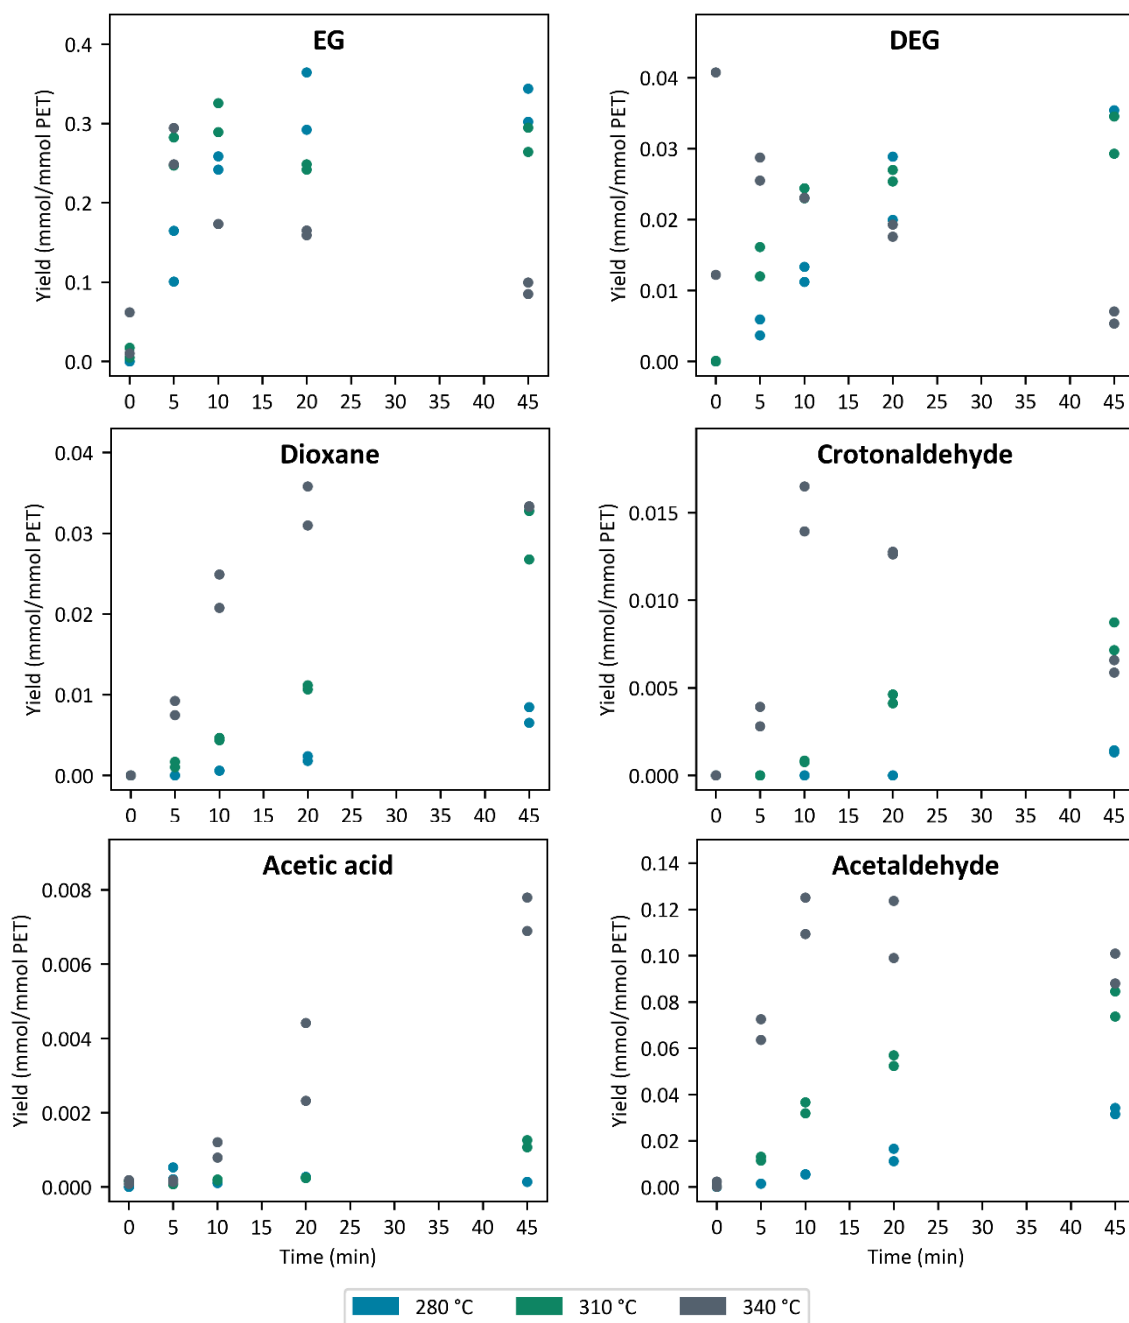 EG
Yield (mmol/mmol PET)
0.4
0.3
0.2
0.1
0.0
0 5 10 15 20 25 30 35 40 45
DEG
Yield (mmol/mmol PET)
0.04
0.03
0.02
0.01
0.00
0 5 10 15 20 25 30 35 40 45
Dioxane
Yield (mmol/mmol PET)
0.04
0.03
0.02
0.01
0.00
0 5 10 15 20 25 30 35 40 45
Crotonaldehyde
Yield (mmol/mmol PET)
0.015
0.010
0.005
0.000
0 5 10 15 20 25 30 35 40 45
Acetic acid
Yield (mmol/mmol PET)
0.008
0.006
0.004
0.002
0.000
0 5 10 15 20 25 30 35 40 45
Time (min)
Acetaldehyde
Yield (mmol/mmol PET)
0.14
0.12
0.10
0.08
0.06
0.04
0.02
0.00
0 5 10 15 20 25 30 35 40 45
Time (min)
280 °C 310 °C 340 °C